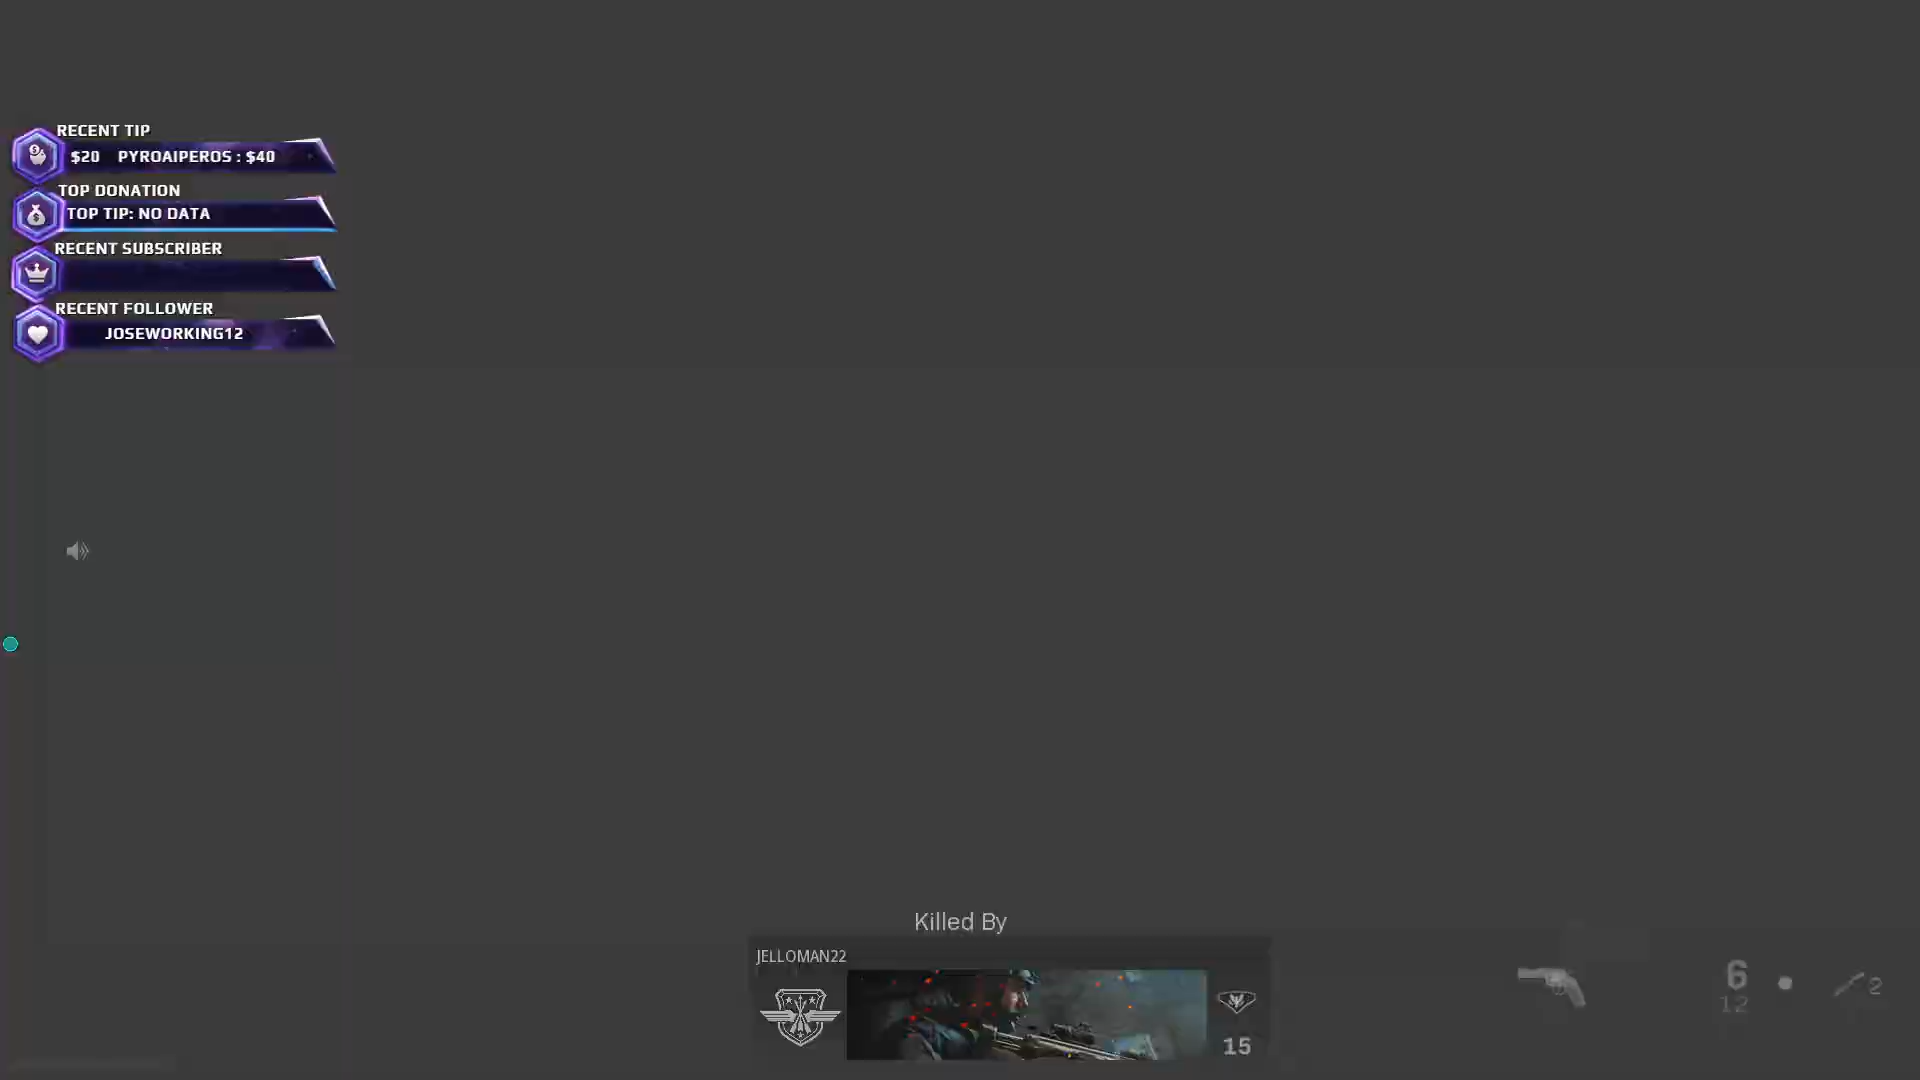 RECENT TIP
$20 PYROAIPEROS : $40
TOP DONATION
TOP TIP: NO DATA
RECENT SUBSCRIBER
RECENT FOLLOWER
JOSEWORKING12
Killed By
JELLOMAN22
15
6
12
2